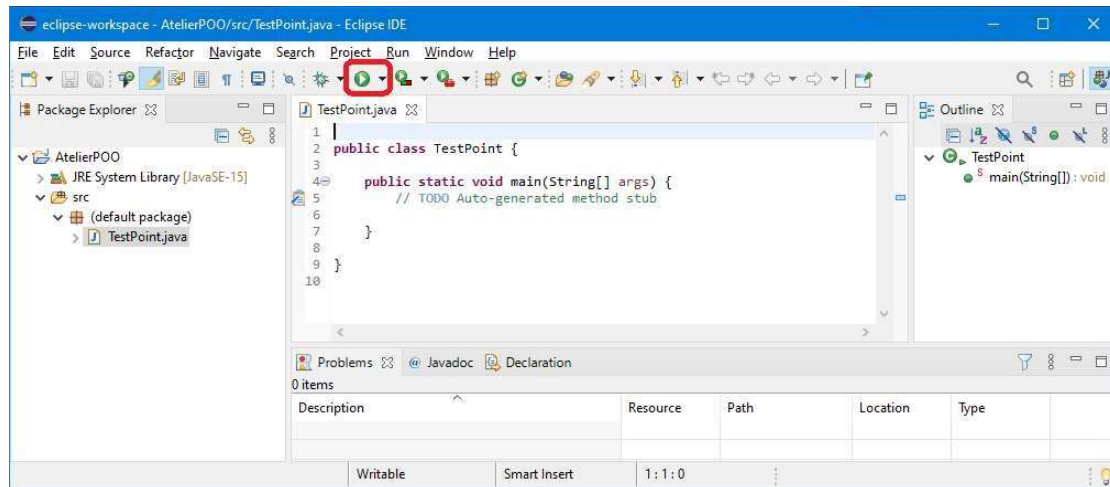 eclipse-workspace - AtelierPOO/src/TestPoint.java - Eclipse IDE
File Edit Source Refactor Navigate Search Project Run Window Help
Package Explorer
AtelierPOO
JRE System Library [JavaSE-15]
src
(default package)
TestPoint.java
TestPoint.java
1
2 public class TestPoint {
3
4 public static void main(String[] args) {
5 // TODO Auto-generated method stub
6
7 }
8
9 }
10
Outline
TestPoint
main(String[]) : void
Problems @ Javadoc Declaration
0 items
Description Resource Path Location Type
Writable Smart Insert 1 : 1 : 0